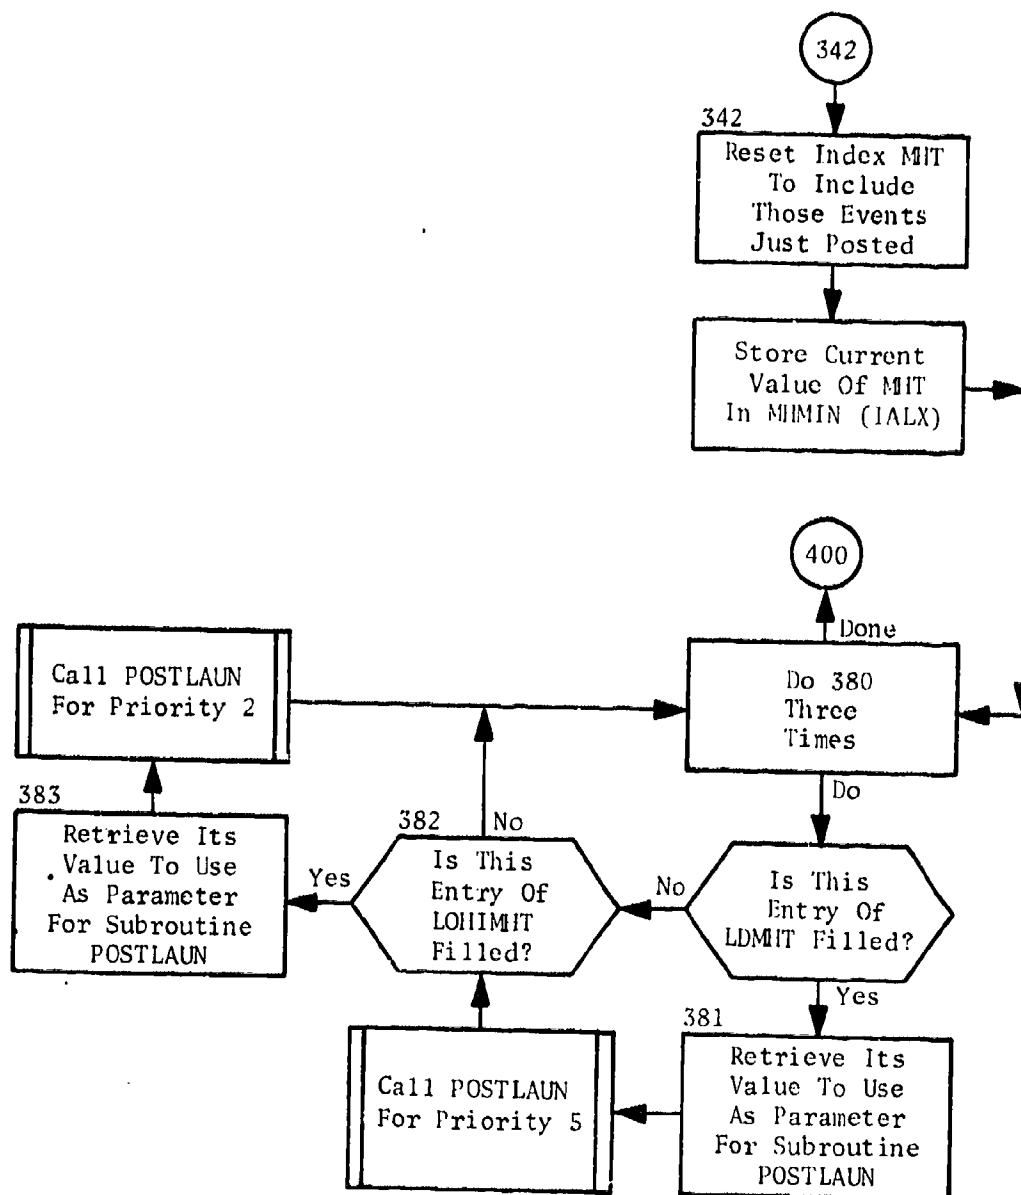 342
342
Reset Index MHT
To Include
Those Events
Just Posted
Store Current
Value Of MHT
In MHMIN (IALX)
400
Done
Do 380
Three
Times
Do
Call POSTLAUN
For Priority 2
383
Retrieve Its
Value To Use
As Parameter
For Subroutine
POSTLAUN
Yes
382
No
Is This
Entry Of
LOHIMHT
Filled?
No
Is This
Entry Of
LDMHT Filled?
Yes
Call POSTLAUN
For Priority 5
381
Retrieve Its
Value To Use
As Parameter
For Subroutine
POSTLAUN